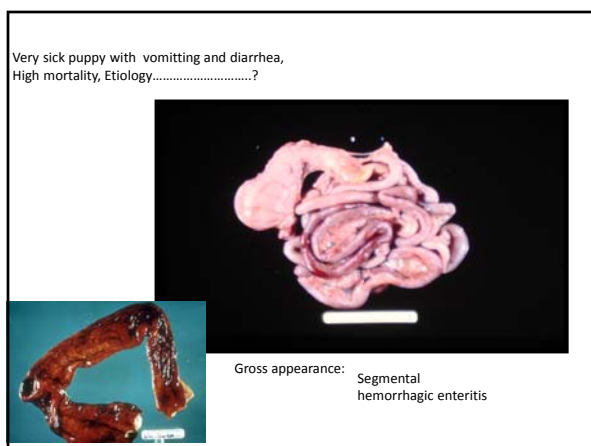 Very sick puppy with vomitting and diarrhea,
High mortality, Etiology………………………..?
Gross appearance:
Segmental
hemorrhagic enteritis